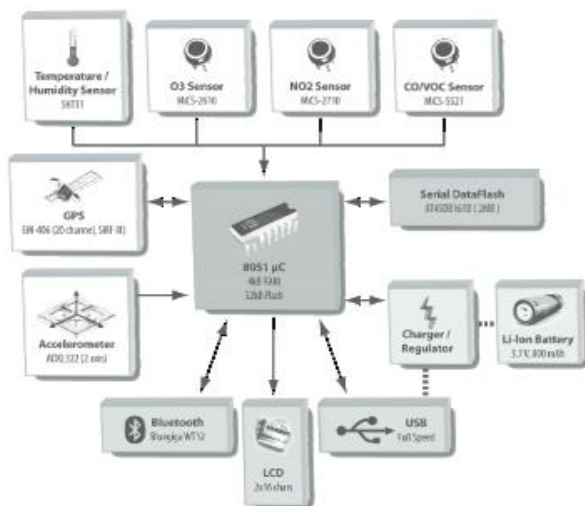 Temperature /
Humidity Sensor
SHT11
O3 Sensor
MiCS-2610
NO2 Sensor
MiCS-2710
CO/VOC Sensor
MiCS-5521
GPS
EM-406 (20 channel, SiRF III)
Serial DataFlash
AT45DB161D (2MB)
8051 µC
4kB RAM
32kB Flash
Accelerometer
ADXL322 (2 axis)
Charger /
Regulator
Li-Ion Battery
3.7 V, 800 mAh
Bluetooth
Bluegiga WT12
LCD
2x16 chars
USB
Full Speed